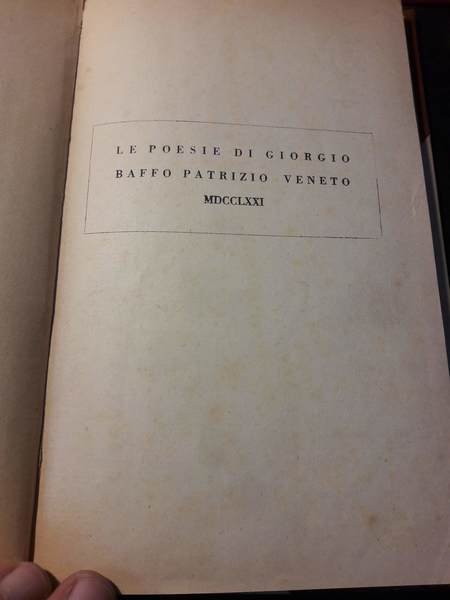 LE POESIE DI GIORGIO
BAFFO PATRIZIO VENETO
MDCCLXXI